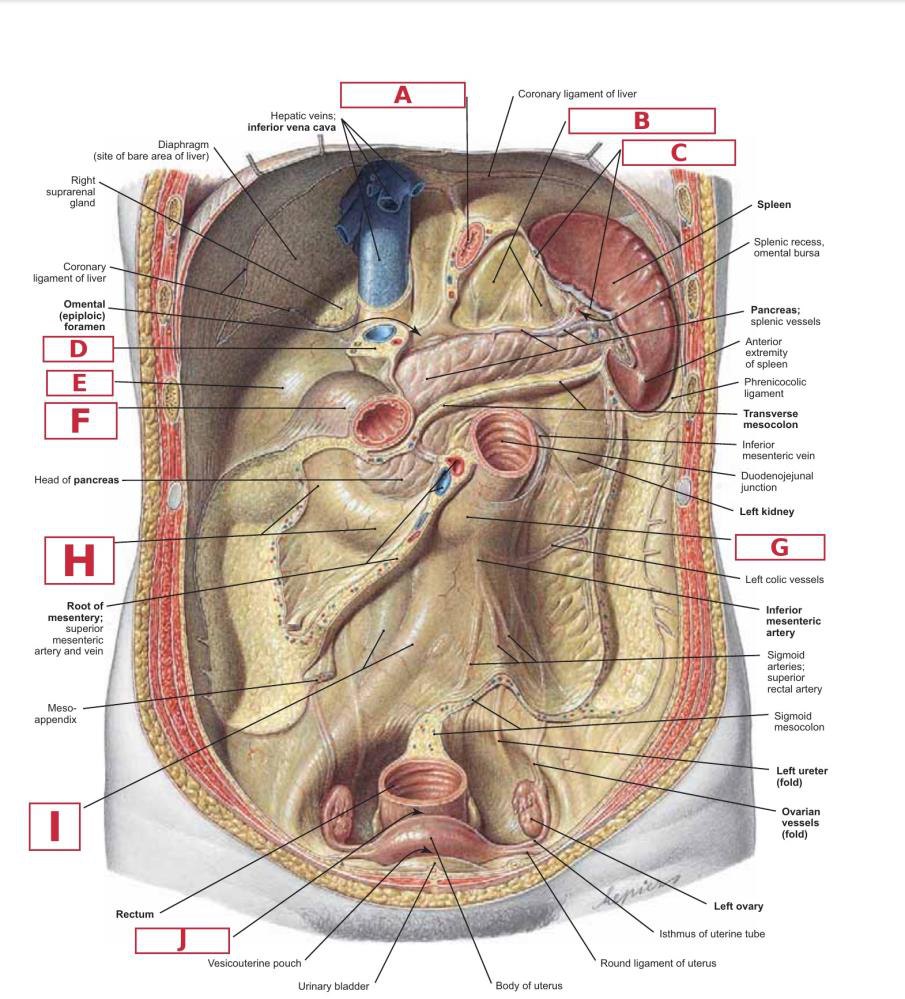 A
Coronary ligament of liver
Hepatic veins;
inferior vena cava
B
Diaphragm
(site of bare area of liver)
C
Right
suprarenal
gland
Spleen
Splenic recess,
omental bursa
Coronary
ligament of liver
Omental
(epiploic)
foramen
Pancreas;
splenic vessels
D
Anterior
extremity
of spleen
E
Phrenicocolic
ligament
F
Transverse
mesocolon
Inferior
mesenteric vein
Head of pancreas
Duodenojejunal
junction
Left kidney
H
G
Left colic vessels
Root of
mesentery;
superior
mesenteric
artery and vein
Inferior
mesenteric
artery
Sigmoid
arteries;
superior
rectal artery
Meso-
appendix
Sigmoid
mesocolon
Left ureter
(fold)
I
Ovarian
vessels
(fold)
Rectum
Left ovary
J
Isthmus of uterine tube
Vesicouterine pouch
Round ligament of uterus
Urinary bladder
Body of uterus